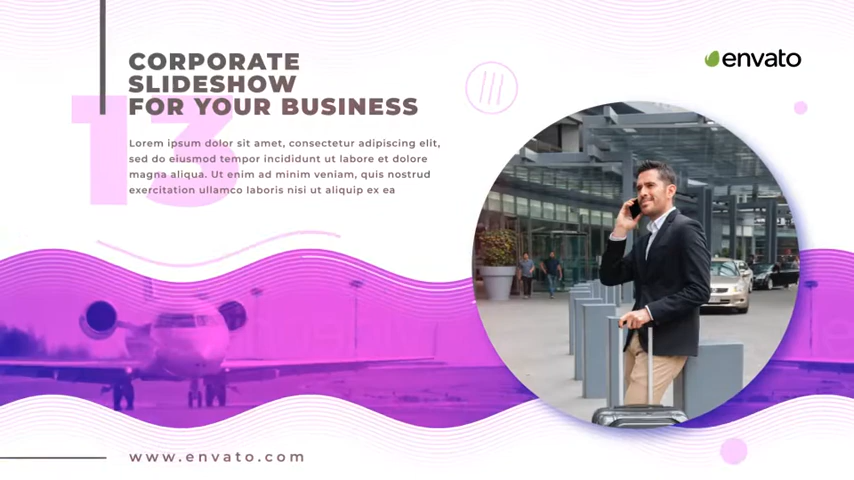 CORPORATE
SLIDESHOW
FOR YOUR BUSINESS
13
Lorem ipsum dolor sit amet, consectetur adipiscing elit,
sed do eiusmod tempor incididunt ut labore et dolore
magna aliqua. Ut enim ad minim veniam, quis nostrud
exercitation ullamco laboris nisi ut aliquip ex ea
envato
www.envato.com